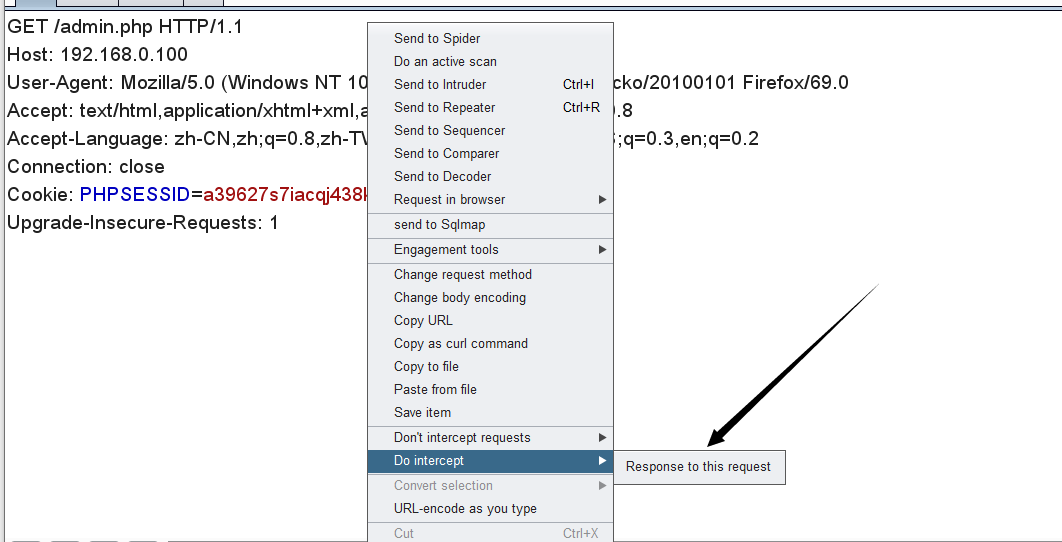 GET /admin.php HTTP/1.1
Host: 192.168.0.100
User-Agent: Mozilla/5.0 (Windows NT 10 cko/20100101 Firefox/69.0
Accept: text/html,application/xhtml+xml,a 0.8
Accept-Language: zh-CN,zh;q=0.8,zh-TW ;q=0.3,en;q=0.2
Connection: close
Cookie: PHPSESSID=a39627s7iacqj438
Upgrade-Insecure-Requests: 1
Send to Spider
Do an active scan
Send to Intruder Ctrl+I
Send to Repeater Ctrl+R
Send to Sequencer
Send to Comparer
Send to Decoder
Request in browser
send to Sqlmap
Engagement tools
Change request method
Change body encoding
Copy URL
Copy as curl command
Copy to file
Paste from file
Save item
Don't intercept requests
Do intercept
Response to this request
Convert selection
URL-encode as you type
Cut Ctrl+X